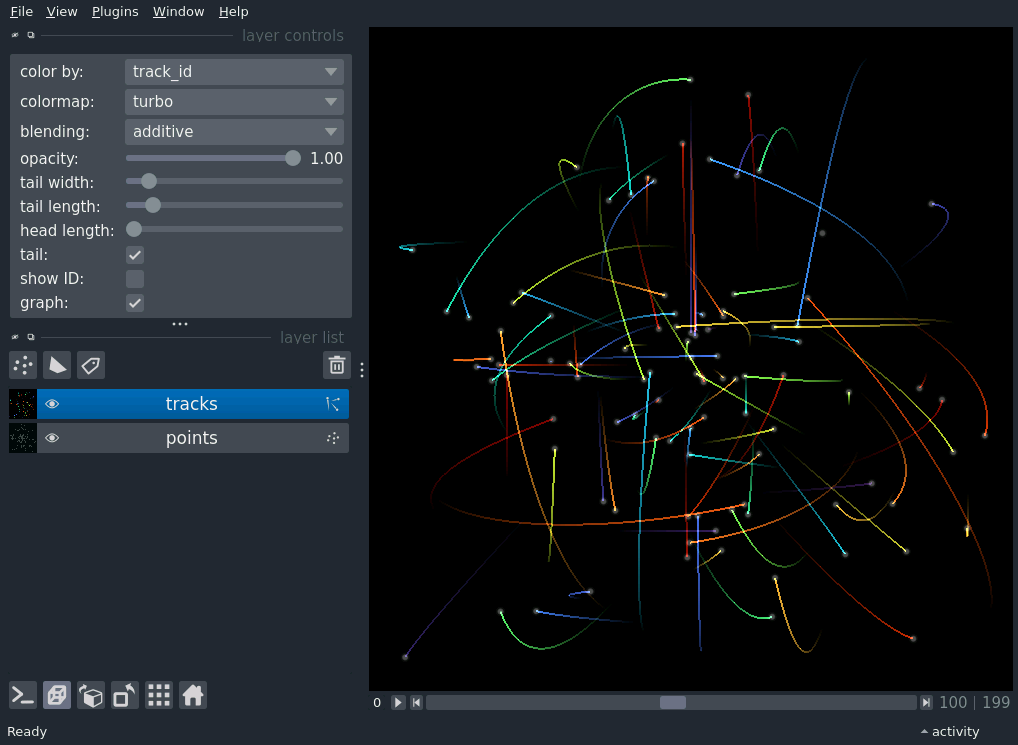 File View Plugins Window Help
layer controls
color by: track_id
colormap: turbo
blending: additive
opacity: 1.00
tail width:
tail length:
head length:
tail:
show ID:
graph:
layer list
tracks
points
0 100 | 199
Ready activity